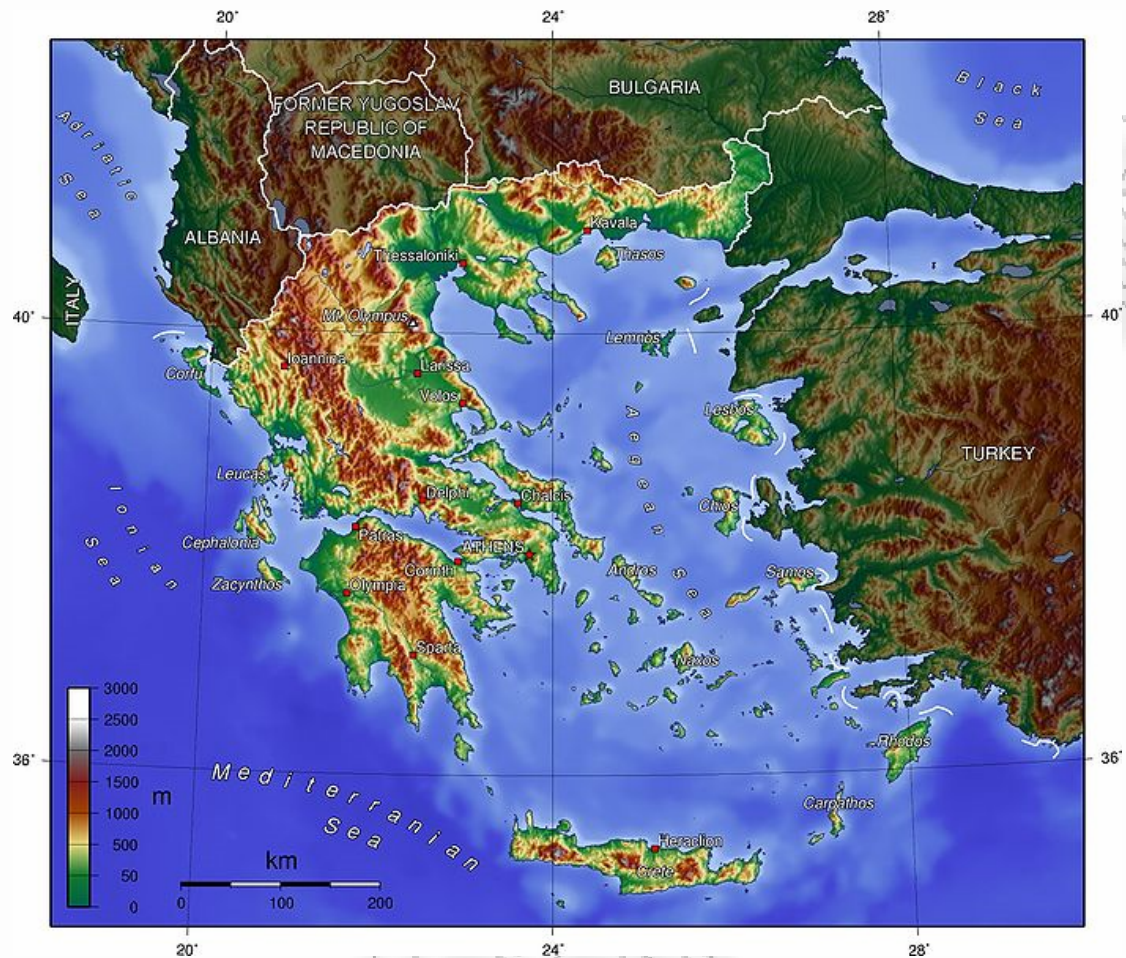 20°
24°
28°
BULGARIA
Black
Sea
FORMER YUGOSLAV
REPUBLIC OF
MACEDONIA
Adriatic
Sea
ALBANIA
Kavala
Thessaloniki
Thasos
ITALY
40°
40°
Mt. Olympus
Lemnos
Ioannina
Larissa
Corfu
Volos
Lesbos
Aegean Sea
TURKEY
Leucas
Delphi
Chalcis
Chios
Ionian
Sea
Patras
Cephalonia
ATHENS
Corinth
Andros
Samos
Zacynthos
Olympia
Sparta
Naxos
3000
2500
2000
1500
1000
500
50
0
m
Rhodos
36°
36°
Mediterranian
Sea
Carpathos
Heraclion
Crete
km
0
100
200
20°
24°
28°